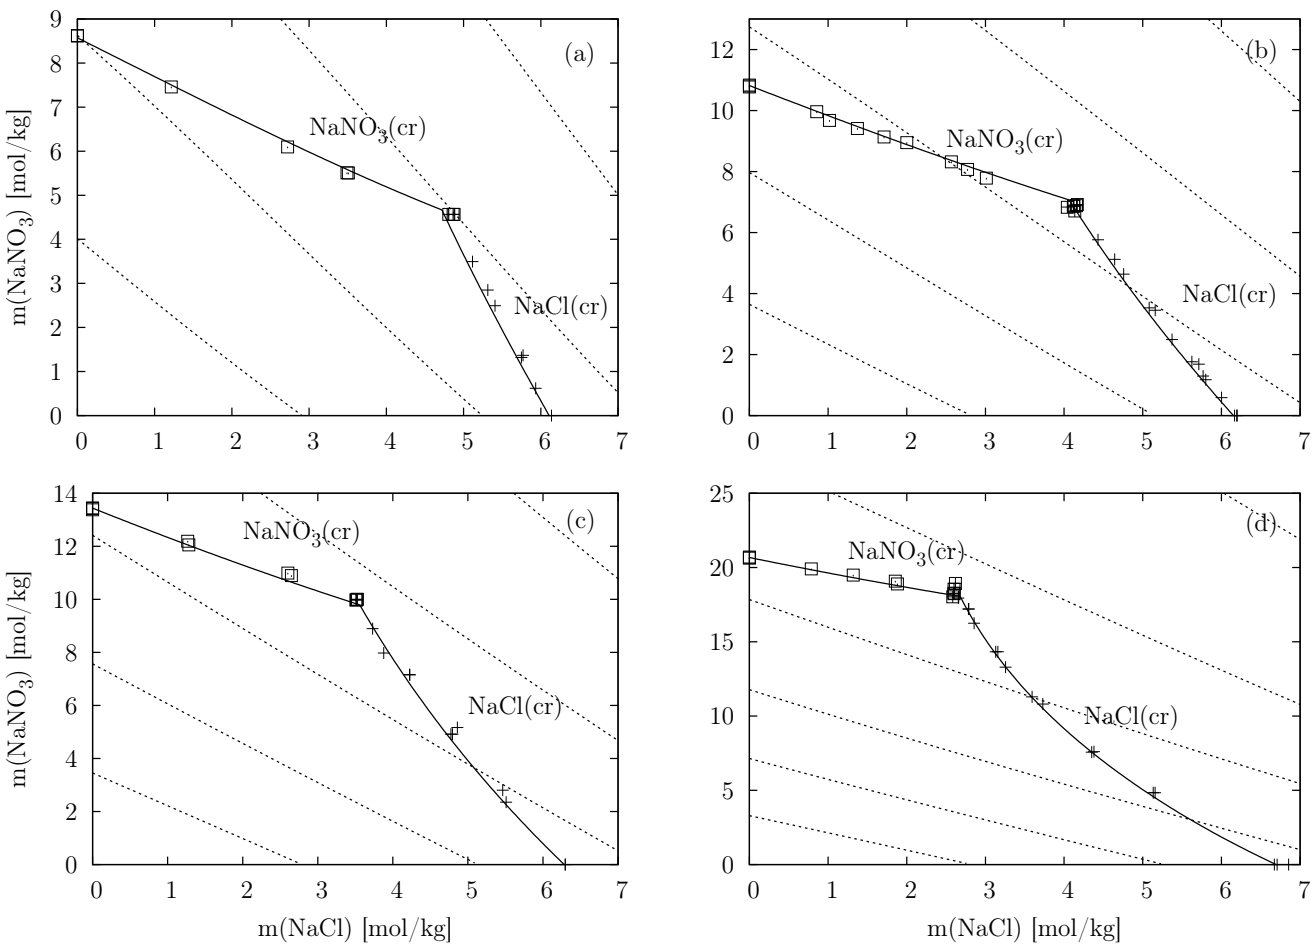 9
8
7
6
5
4
3
2
1
0
m(NaNO3) [mol/kg]
(a)
NaNO3(cr)
NaCl(cr)
0 1 2 3 4 5 6 7
12
10
8
6
4
2
0
(b)
NaNO3(cr)
NaCl(cr)
0 1 2 3 4 5 6 7
14
12
10
8
6
4
2
0
m(NaNO3) [mol/kg]
(c)
NaNO3(cr)
NaCl(cr)
0 1 2 3 4 5 6 7
m(NaCl) [mol/kg]
25
20
15
10
5
0
(d)
NaNO3(cr)
NaCl(cr)
0 1 2 3 4 5 6 7
m(NaCl) [mol/kg]